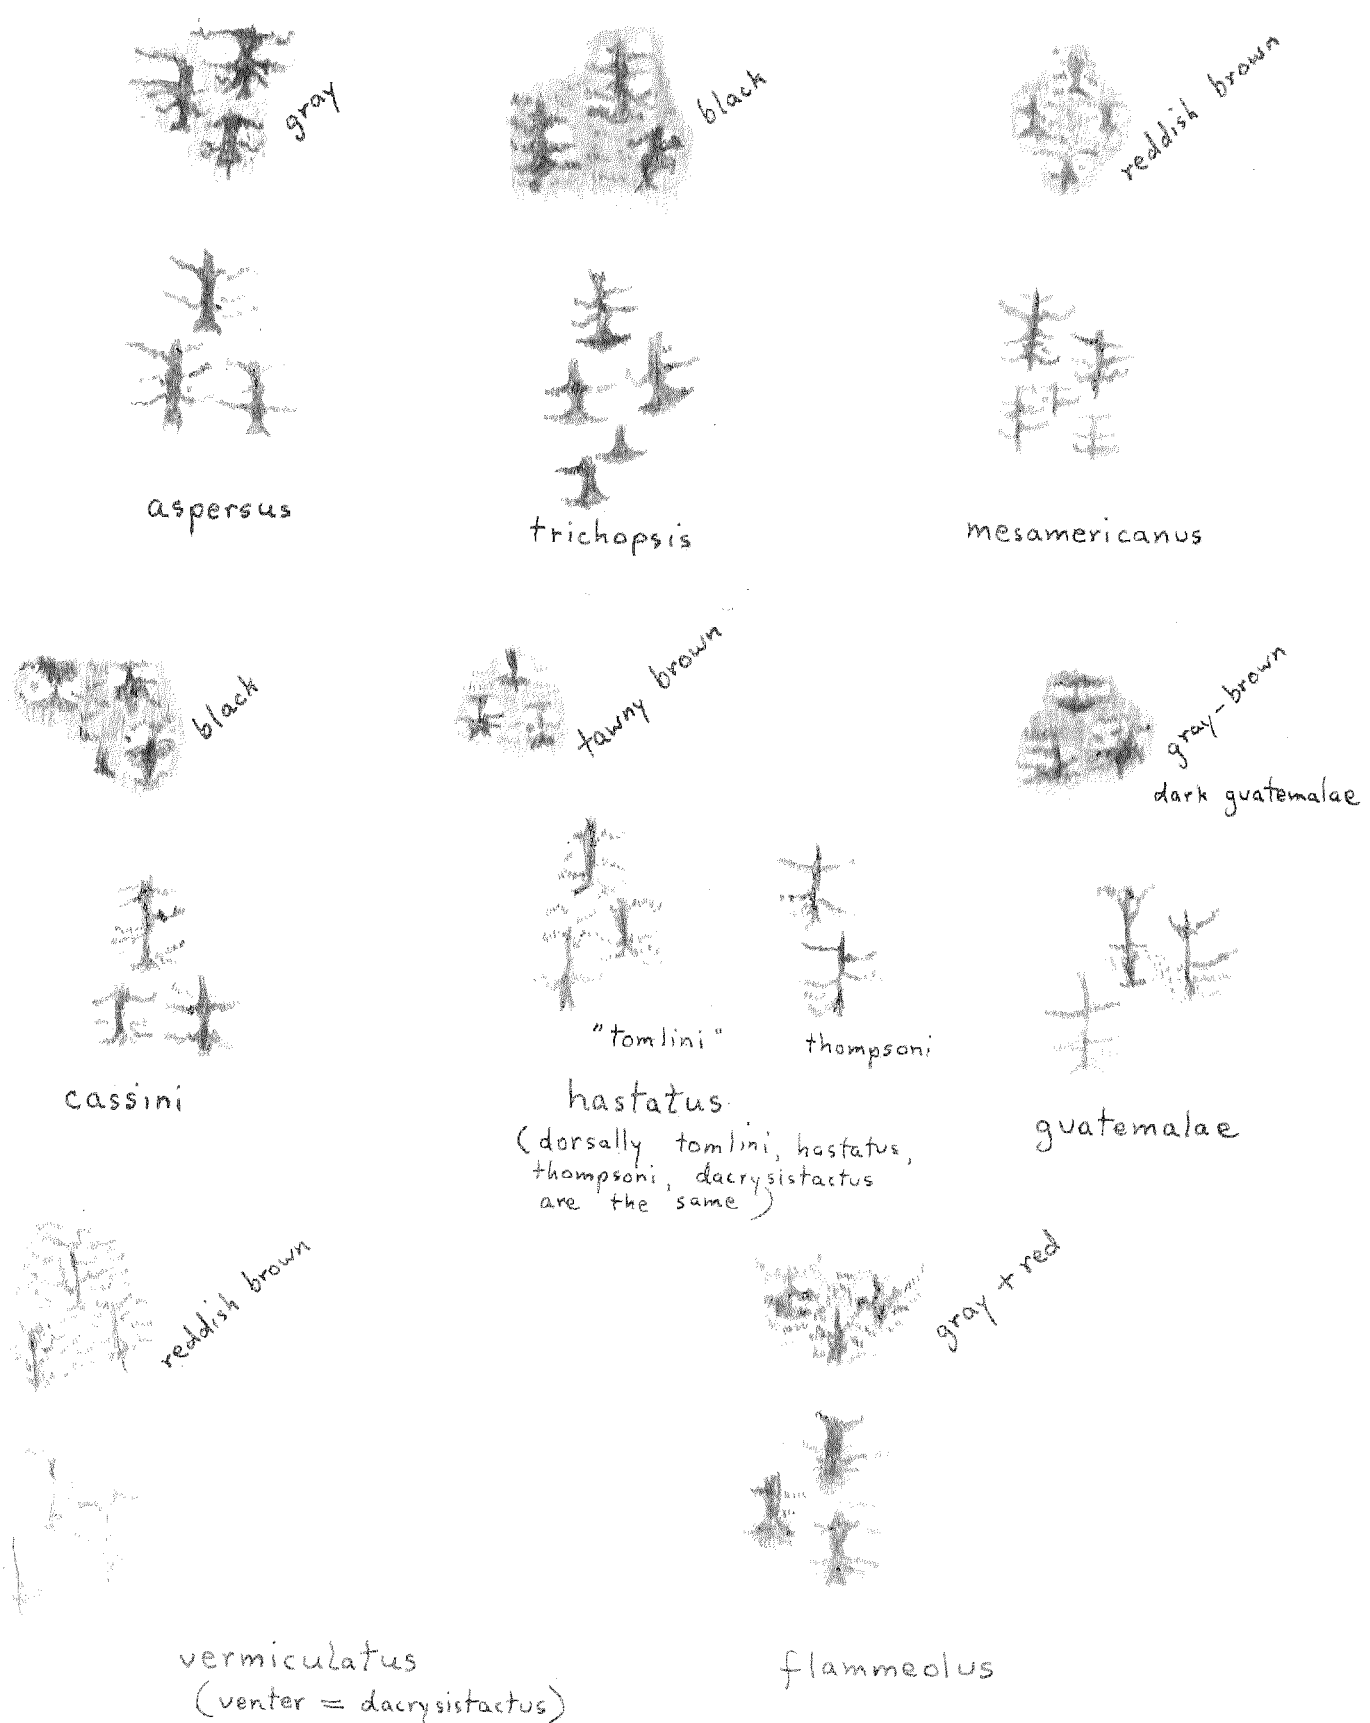 gray
black
reddish brown
aspersus
trichopsis
mesamericanus
black
tawny brown
gray-brown
dark guatemalae
"tomlini"
thompsoni
cassini
hastatus
(dorsally tomlini, hastatus,
thompsoni, dacrysistactus
are the same)
guatemalae
reddish brown
gray + red
vermiculatus
(venter = dacrysistactus)
flammeolus